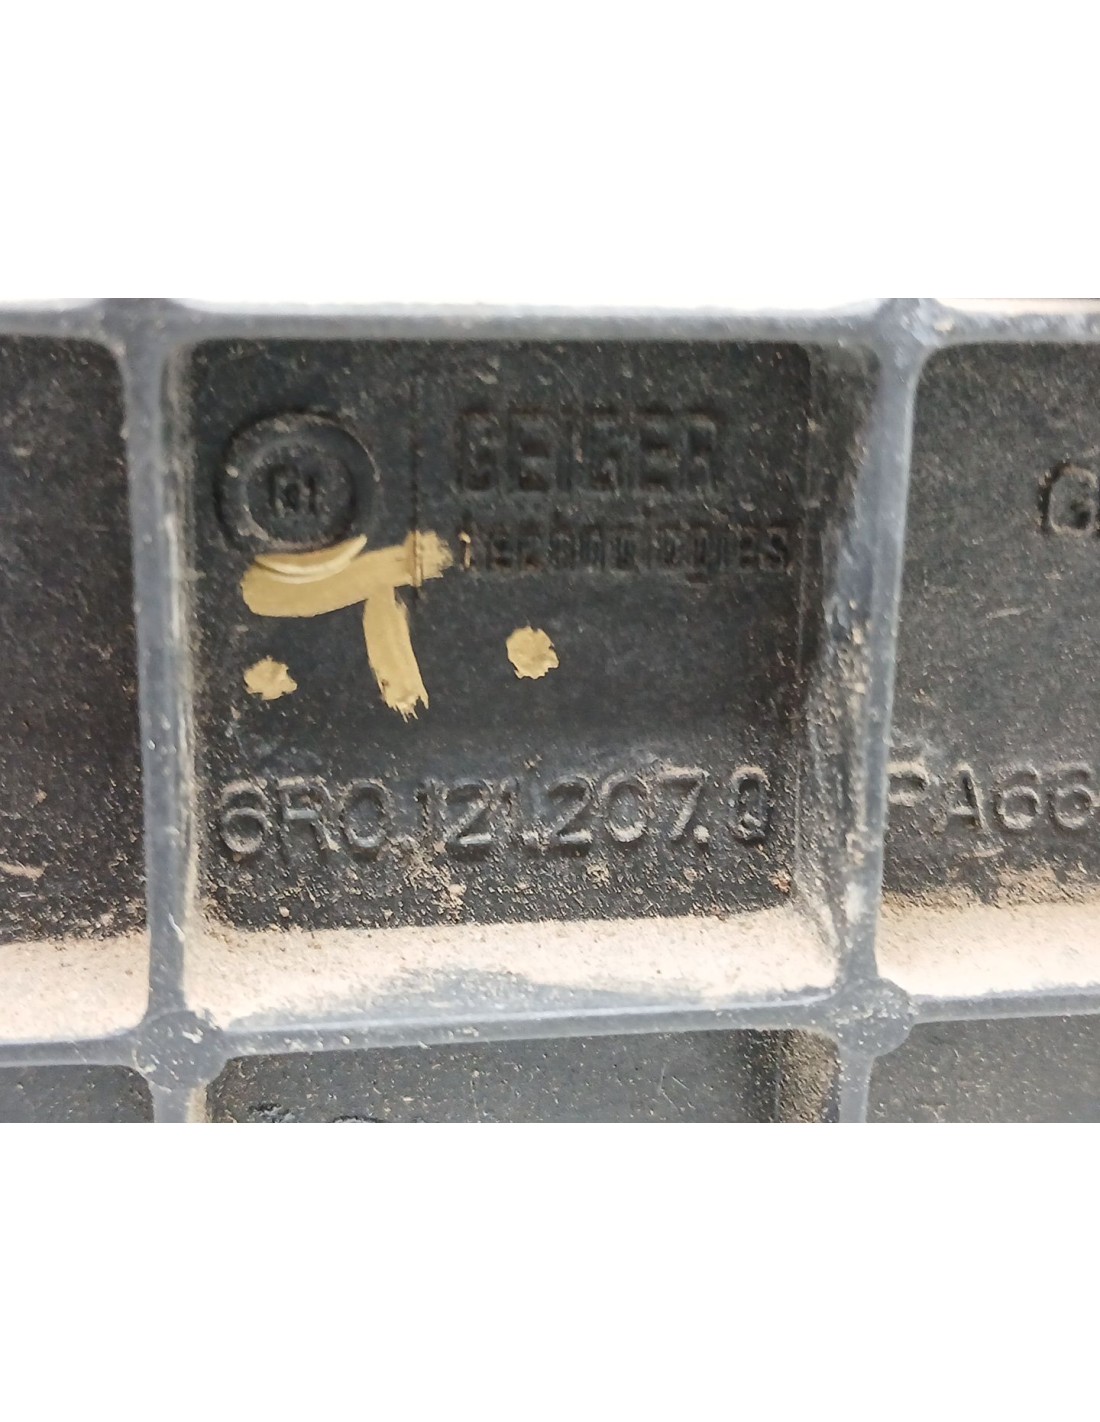 GEIGER
technologies
6R0.121.207.
PA66